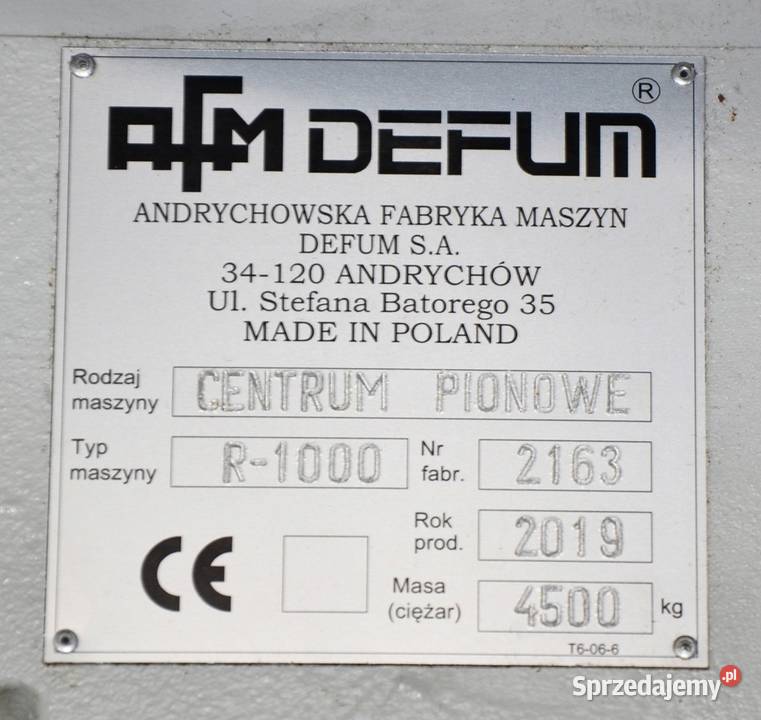 AFM DEFUM ®
ANDRYCHOWSKA FABRYKA MASZYN
DEFUM S.A.
34-120 ANDRYCHÓW
Ul. Stefana Batorego 35
MADE IN POLAND
Rodzaj maszyny CENTRUM PIONOWE
Typ maszyny R-1000 Nr fabr. 2163
Rok prod. 2019
CE
Masa (ciężar) 4500 kg
T6-06-6
Sprzedajemy.pl